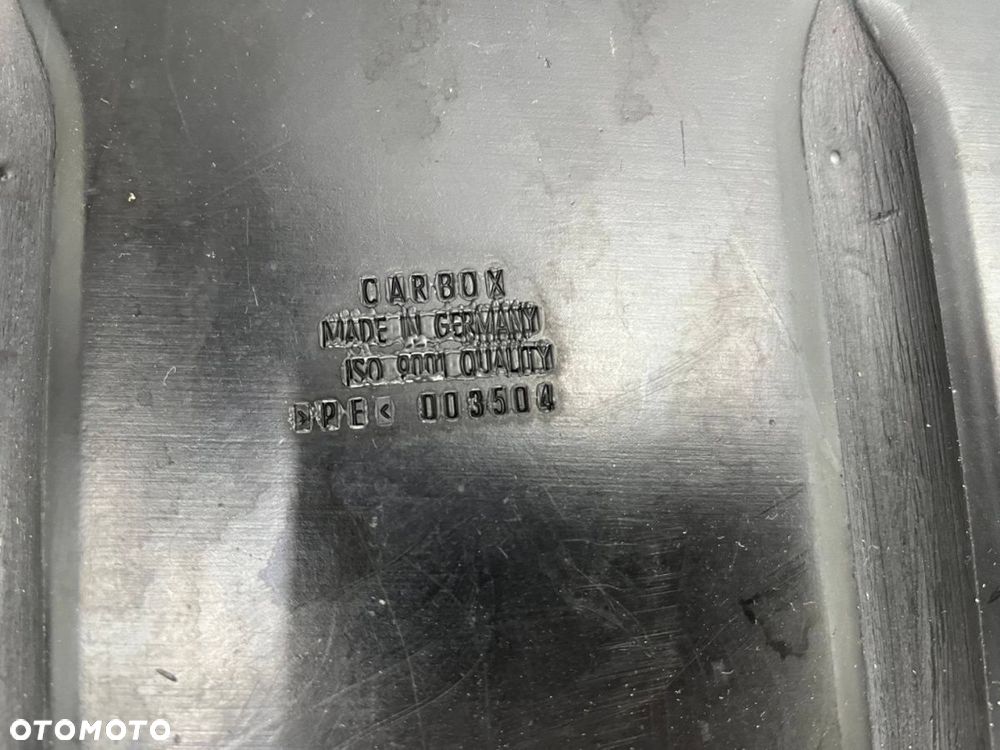 CARBOX
MADE IN GERMANY
ISO 9001 QUALITY
>PE< 003504
OTOMOTO